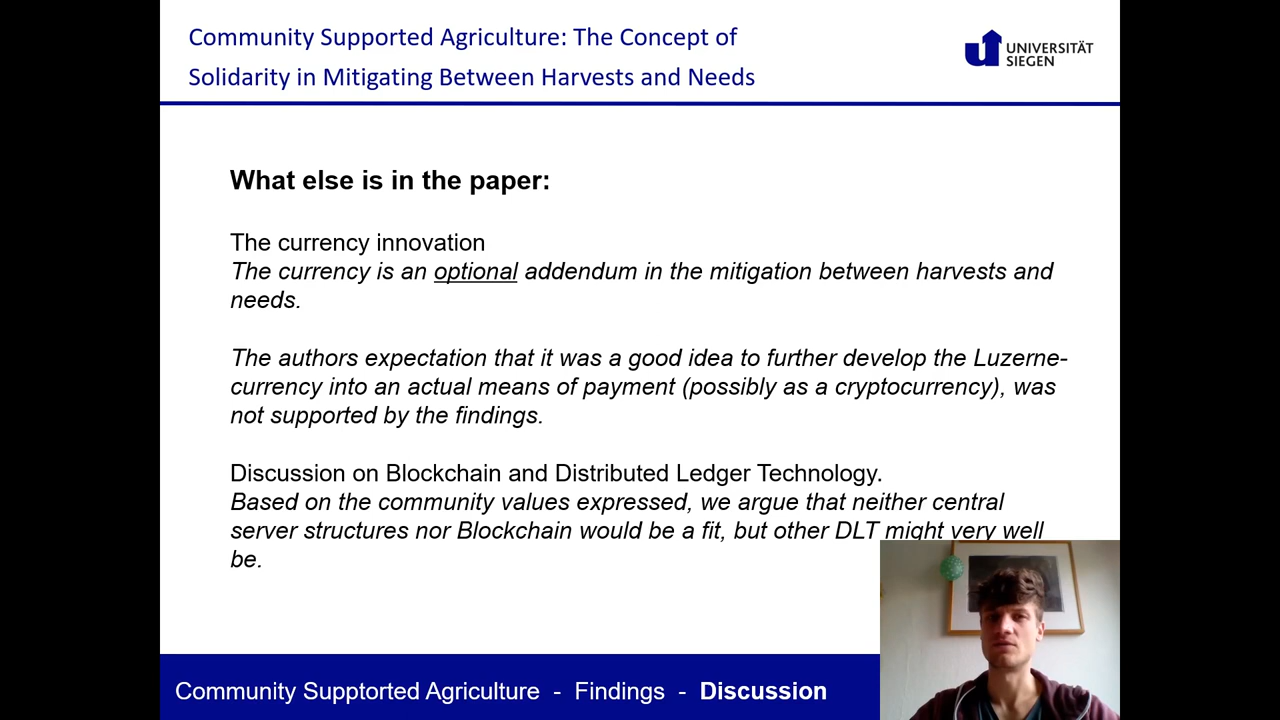 Community Supported Agriculture: The Concept of
Solidarity in Mitigating Between Harvests and Needs
UNIVERSITÄT
SIEGEN
What else is in the paper:
The currency innovation
The currency is an optional addendum in the mitigation between harvests and
needs.
The authors expectation that it was a good idea to further develop the Luzerne-
currency into an actual means of payment (possibly as a cryptocurrency), was
not supported by the findings.
Discussion on Blockchain and Distributed Ledger Technology.
Based on the community values expressed, we argue that neither central
server structures nor Blockchain would be a fit, but other DLT might very well
be.
Community Supptorted Agriculture - Findings - Discussion